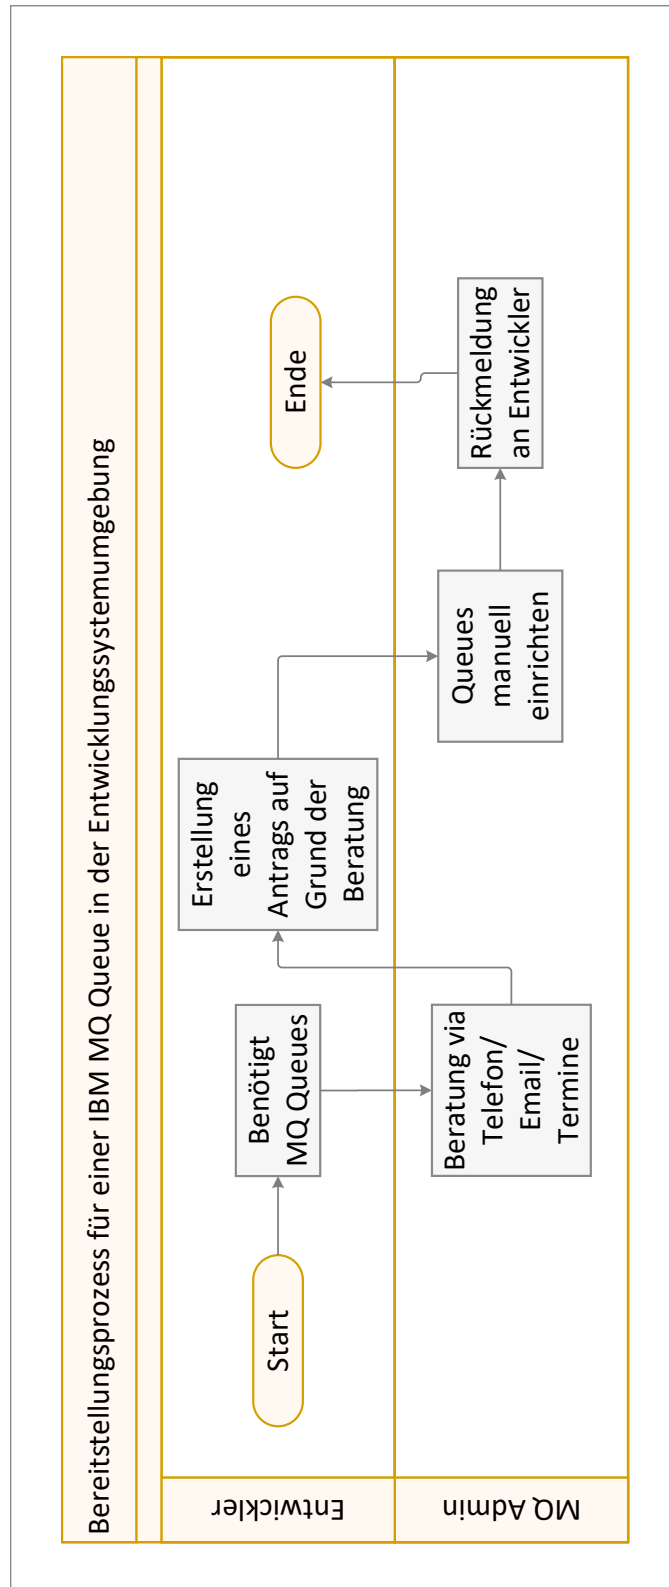 Bereitstellungsprozess für einer IBM MQ Queue in der Entwicklungssystemumgebung
Entwickler
Start
Benötigt
MQ Queues
Erstellung
eines
Antrags auf
Grund der
Beratung
Ende
MQ Admin
Beratung via
Telefon/
Email/
Termine
Queues
manuell
einrichten
Rückmeldung
an Entwickler